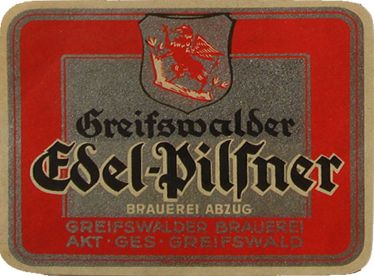 Greifswalder
Edel-Pilſner
BRAUEREI ABZUG
GREIFSWALDER BRAUEREI
AKT·GES·GREIFSWALD